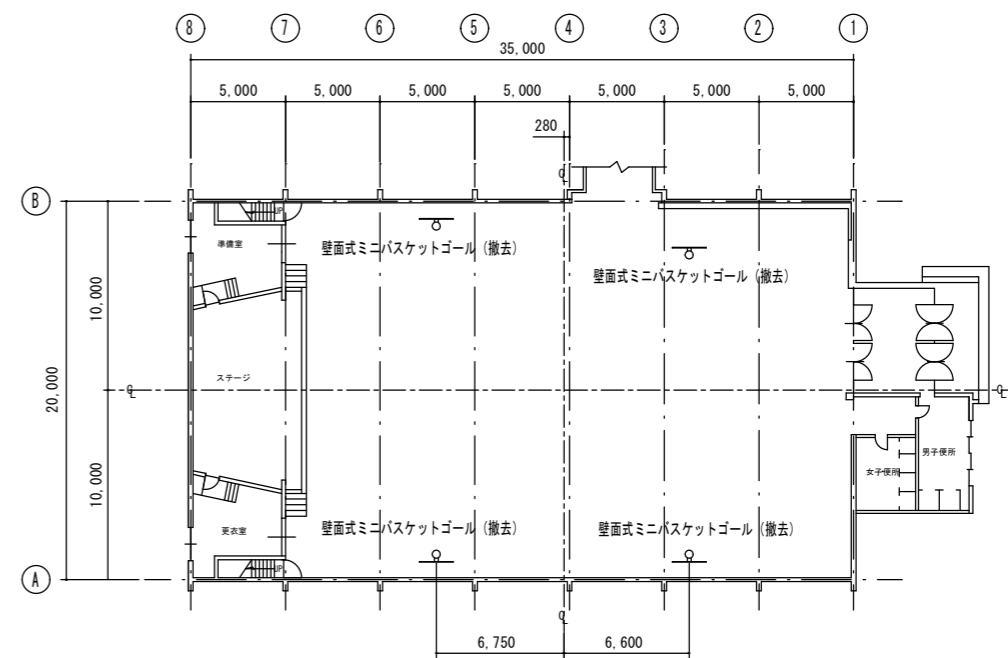 8 7 6 5 4 3 2 1
35,000
5,000 5,000 5,000 5,000 5,000 5,000 5,000
280
℄
B
UP
準備室
壁面式ミニバスケットゴール（撤去）
壁面式ミニバスケットゴール（撤去）
10,000
20,000
ステージ
℄
℄
10,000
男子便所
女子便所
更衣室
壁面式ミニバスケットゴール（撤去）
壁面式ミニバスケットゴール（撤去）
UP
A
℄
6,750 6,600